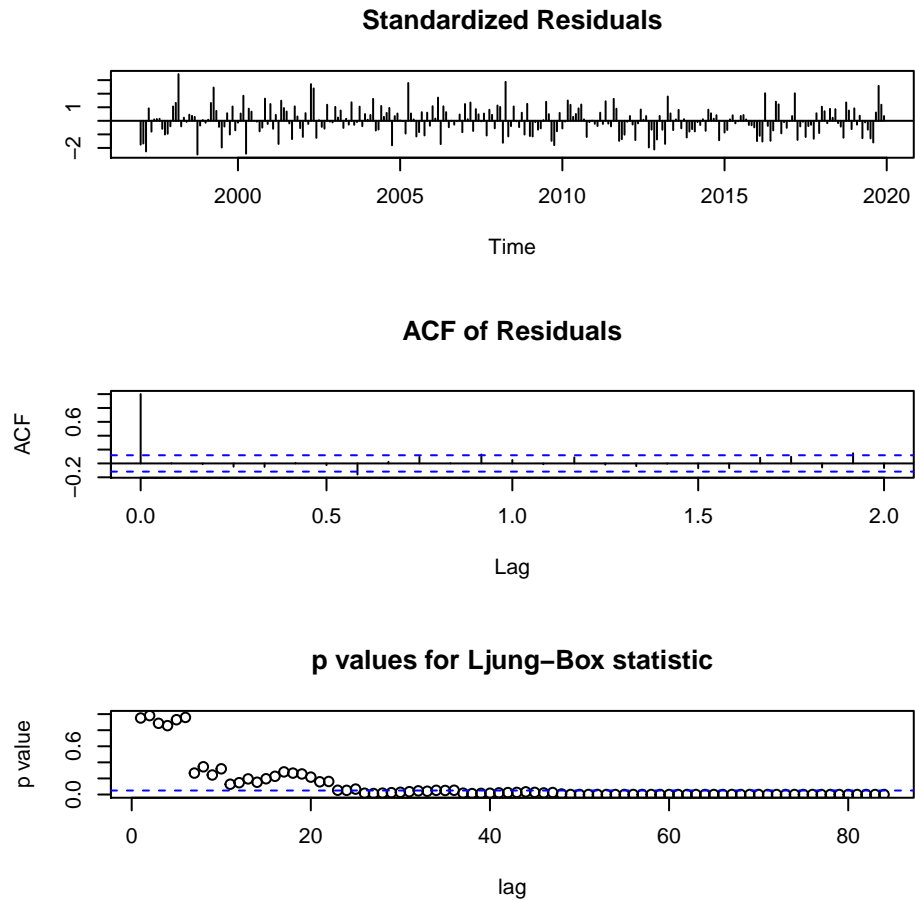 Standardized Residuals
1
−2
2000
2005
2010
2015
2020
Time
ACF of Residuals
ACF
0.6
−0.2
0.0
0.5
1.0
1.5
2.0
Lag
p values for Ljung−Box statistic
p value
0.6
0.0
0
20
40
60
80
lag